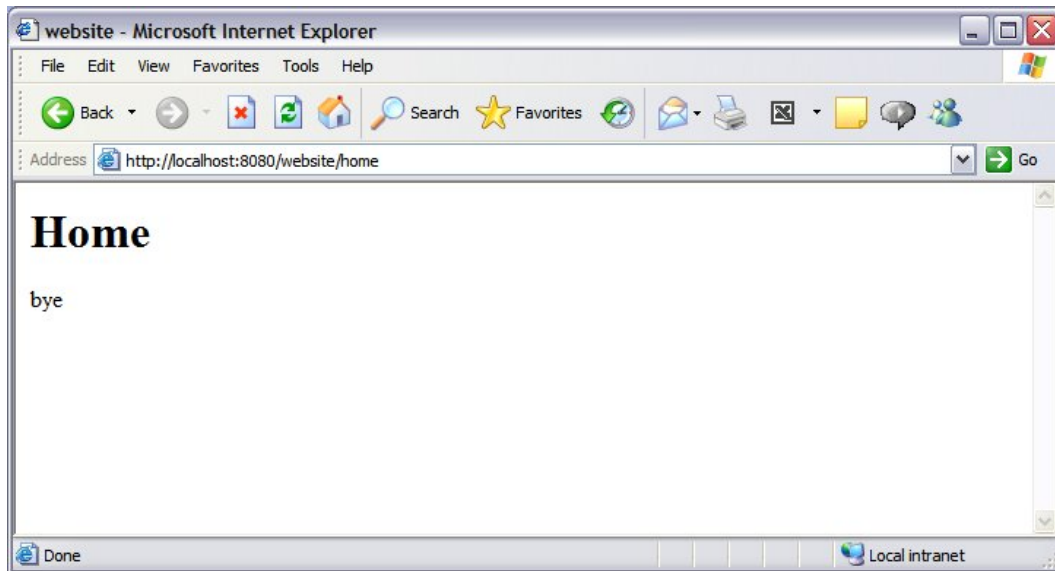 website - Microsoft Internet Explorer
File Edit View Favorites Tools Help
Back Search Favorites
Address http://localhost:8080/website/home Go
Home
bye
Done Local intranet